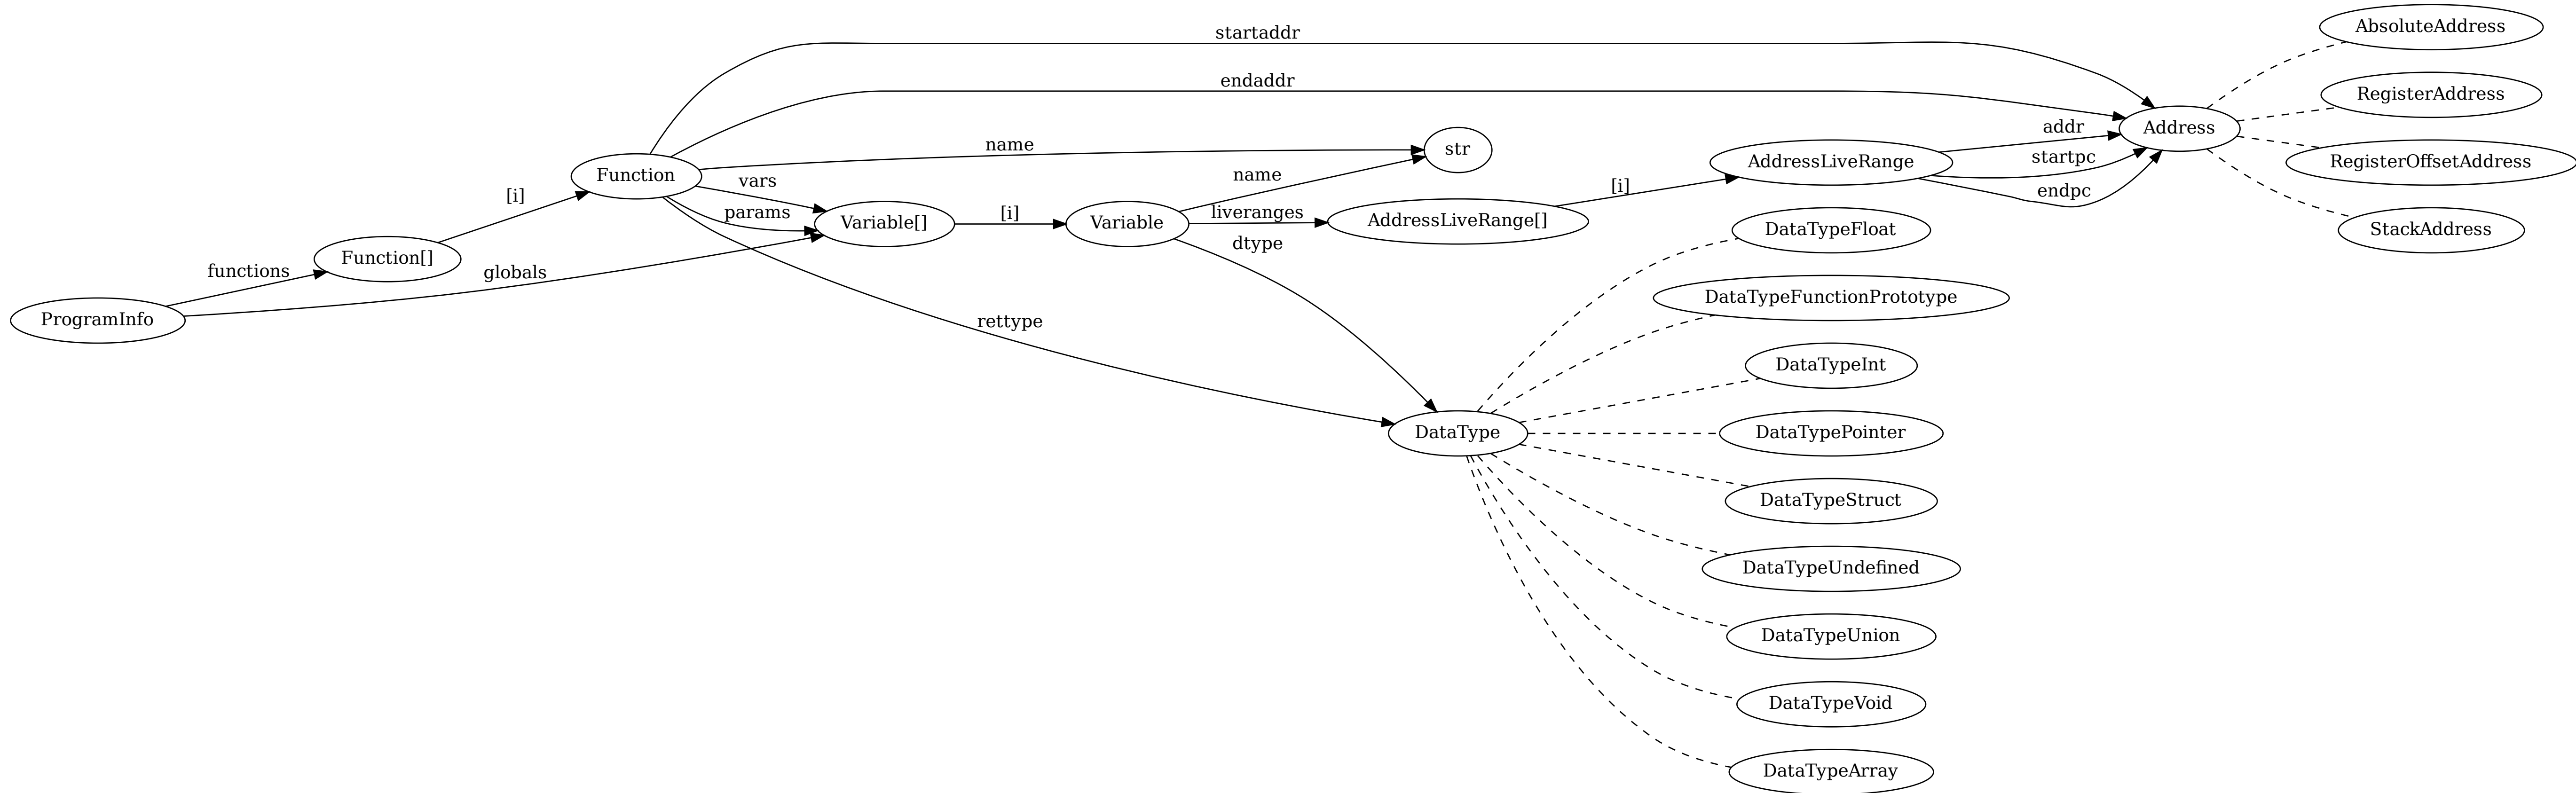 AbsoluteAddress
startaddr
endaddr
RegisterAddress
addr
Address
name
str
AddressLiveRange
startpc
RegisterOffsetAddress
Function
vars
name
[i]
endpc
[i]
params
Variable[]
[i]
Variable
liveranges
AddressLiveRange[]
DataTypeFloat
StackAddress
dtype
Function[]
functions
globals
DataTypeFunctionPrototype
ProgramInfo
rettype
DataTypeInt
DataType
DataTypePointer
DataTypeStruct
DataTypeUndefined
DataTypeUnion
DataTypeVoid
DataTypeArray